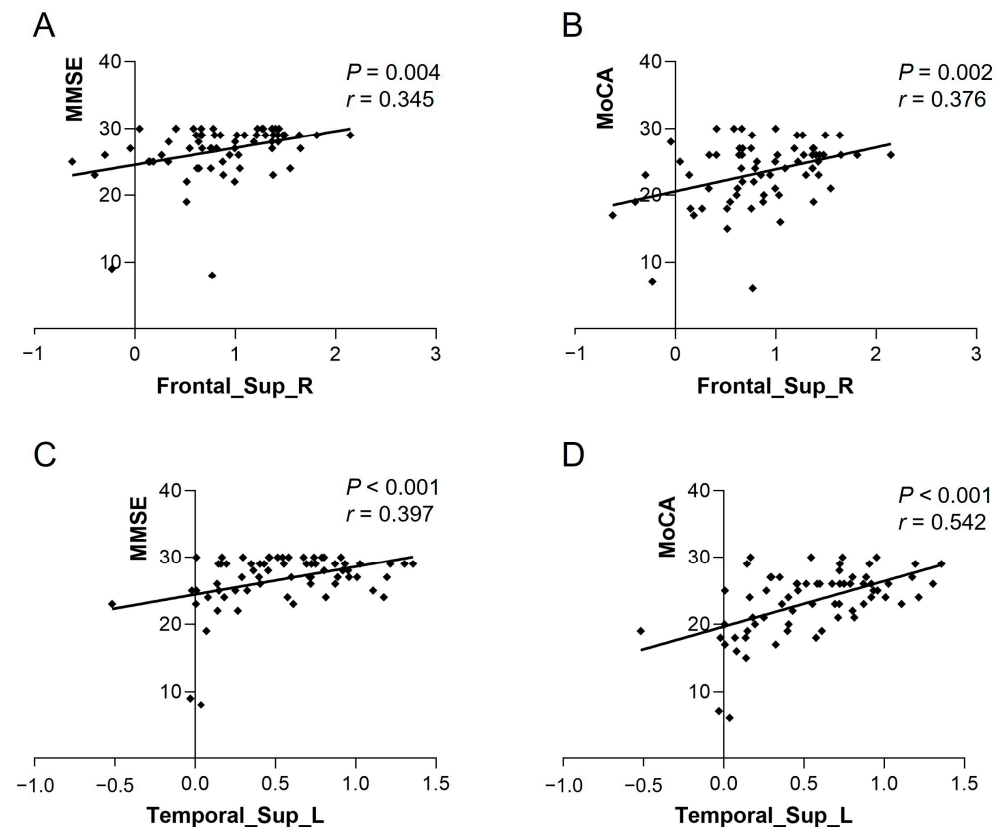 A
MMSE
40
30
20
10
P = 0.004
r = 0.345
−1 0 1 2 3
Frontal_Sup_R
B
MoCA
40
30
20
10
P = 0.002
r = 0.376
−1 0 1 2 3
Frontal_Sup_R
C
MMSE
40
30
20
10
P < 0.001
r = 0.397
−1.0 −0.5 0.0 0.5 1.0 1.5
Temporal_Sup_L
D
MoCA
40
30
20
10
P < 0.001
r = 0.542
−1.0 −0.5 0.0 0.5 1.0 1.5
Temporal_Sup_L